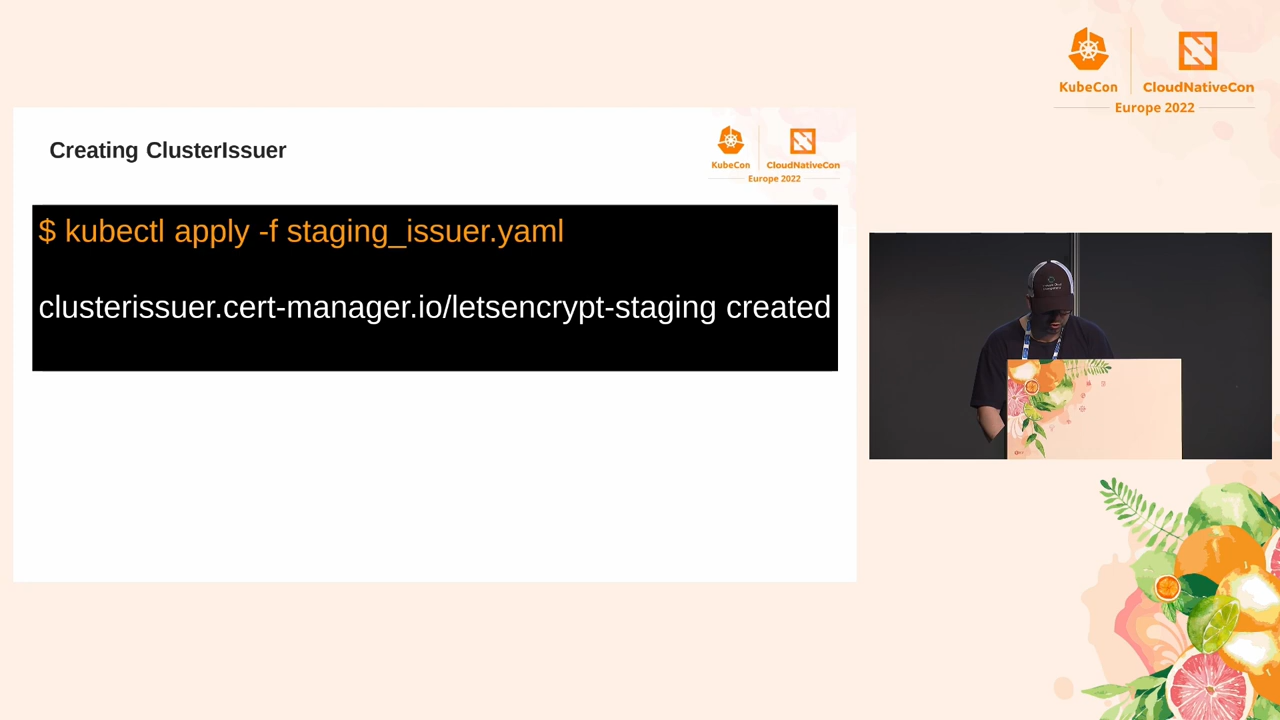 KubeCon
CloudNativeCon
Europe 2022
Creating ClusterIssuer
KubeCon
CloudNativeCon
Europe 2022
$ kubectl apply -f staging_issuer.yaml
clusterissuer.cert-manager.io/letsencrypt-staging created